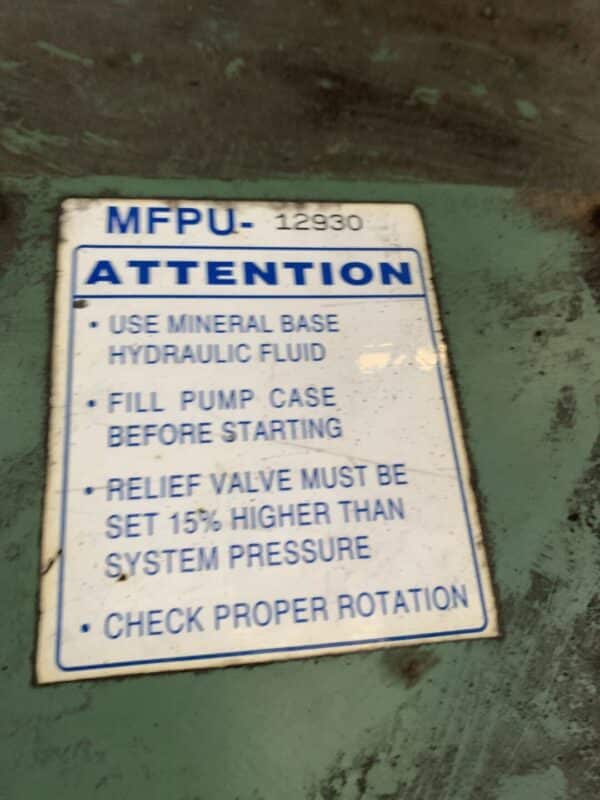 MFPU- 12930
ATTENTION
• USE MINERAL BASE
HYDRAULIC FLUID
• FILL PUMP CASE
BEFORE STARTING
• RELIEF VALVE MUST BE
SET 15% HIGHER THAN
SYSTEM PRESSURE
• CHECK PROPER ROTATION